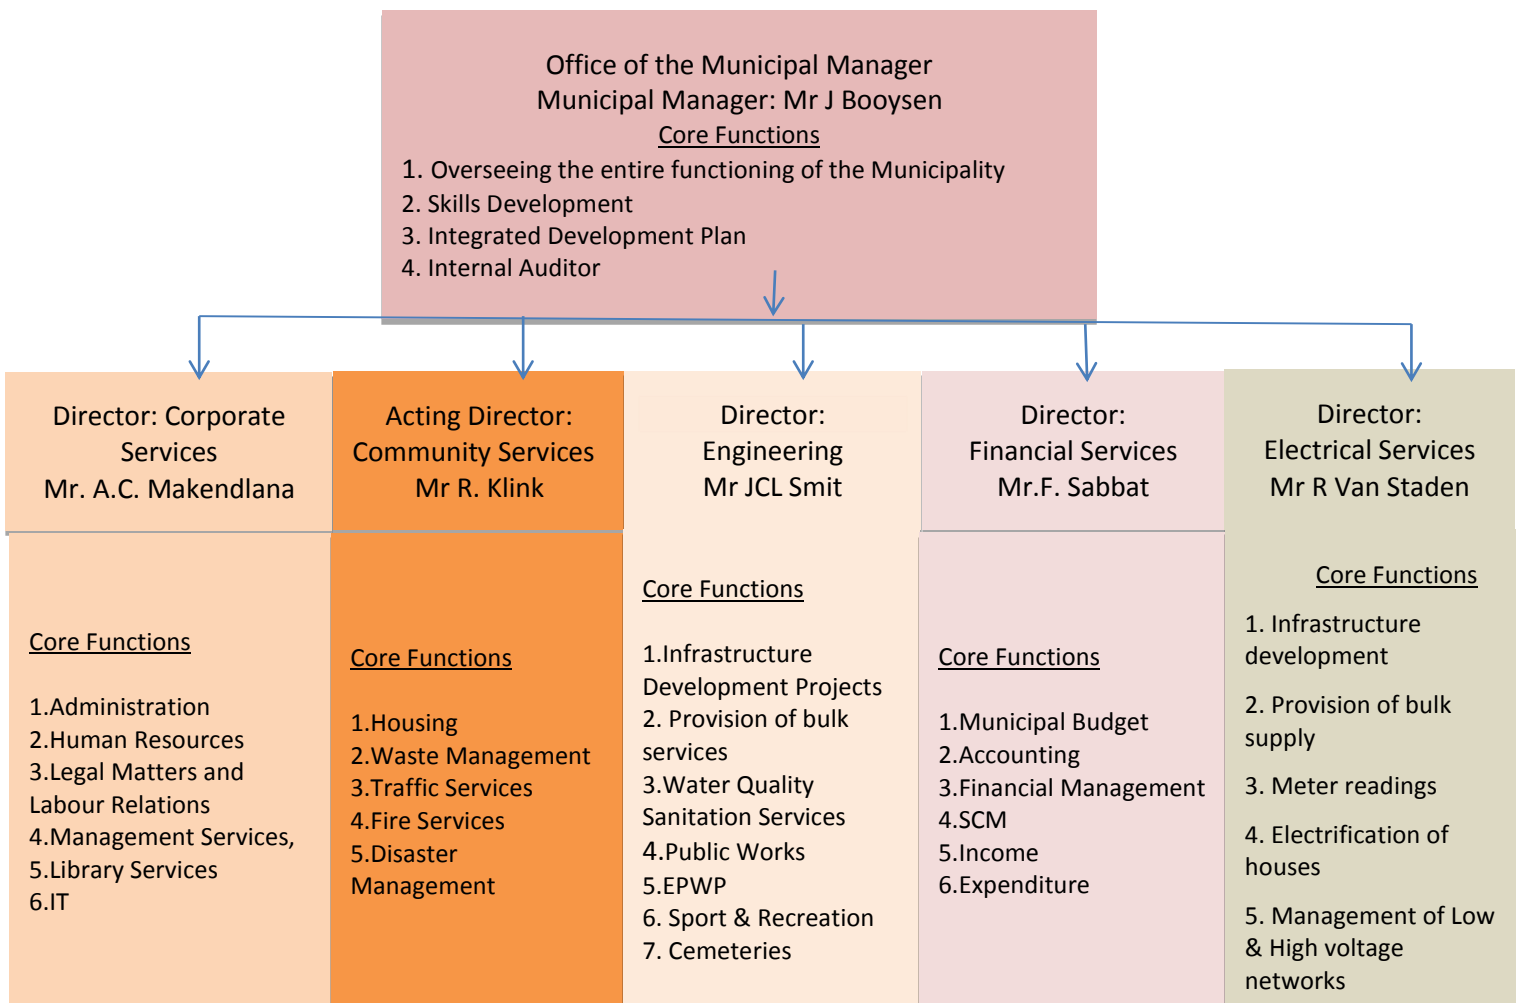 Office of the Municipal Manager
Municipal Manager: Mr J Booysen
Core Functions
1. Overseeing the entire functioning of the Municipality
2. Skills Development
3. Integrated Development Plan
4. Internal Auditor
Director: Corporate
Services
Mr. A.C. Makendlana
Core Functions
1.Administration
2.Human Resources
3.Legal Matters and
Labour Relations
4.Management Services,
5.Library Services
6.IT
Acting Director:
Community Services
Mr R. Klink
Core Functions
1.Housing
2.Waste Management
3.Traffic Services
4.Fire Services
5.Disaster
Management
Director:
Engineering
Mr JCL Smit
Core Functions
1.Infrastructure
Development Projects
2. Provision of bulk
services
3.Water Quality
Sanitation Services
4.Public Works
5.EPWP
6. Sport & Recreation
7. Cemeteries
Director:
Financial Services
Mr.F. Sabbat
Core Functions
1.Municipal Budget
2.Accounting
3.Financial Management
4.SCM
5.Income
6.Expenditure
Director:
Electrical Services
Mr R Van Staden
Core Functions
1. Infrastructure
development
2. Provision of bulk
supply
3. Meter readings
4. Electrification of
houses
5. Management of Low
& High voltage
networks